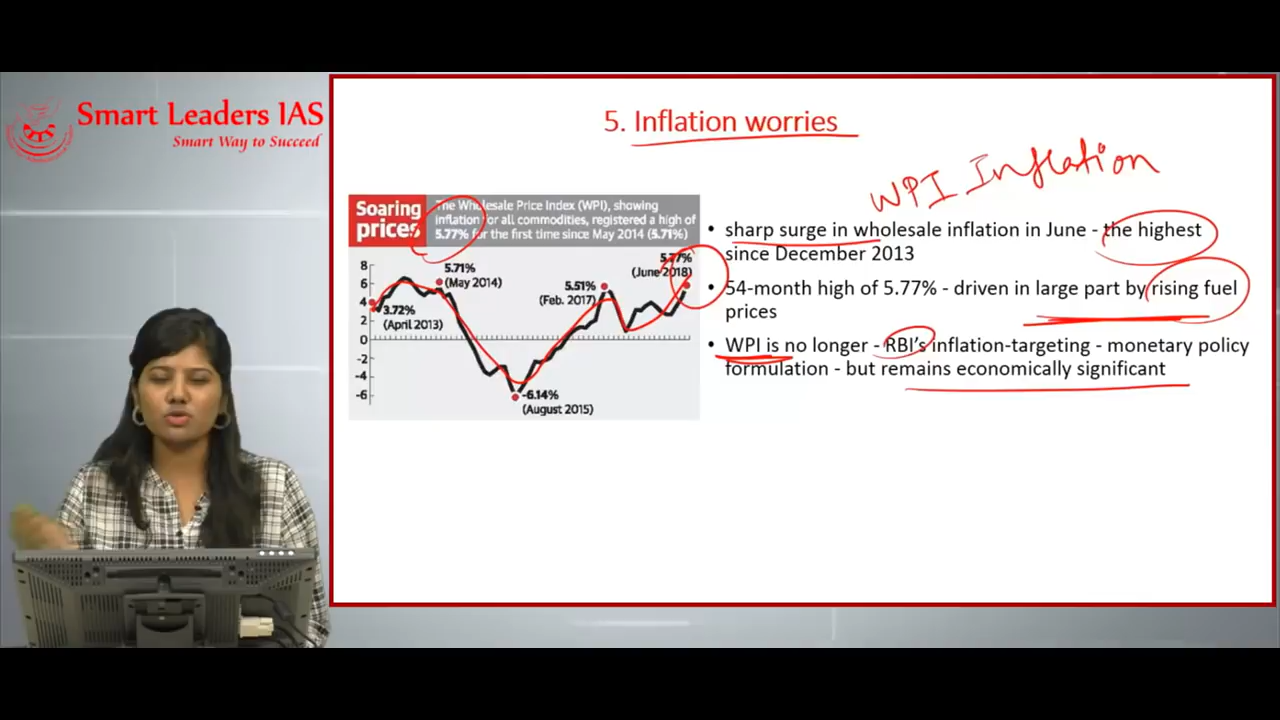 Smart Leaders IAS
Smart Way to Succeed
5. Inflation worries
WPI Inflation
Soaring
prices
The Wholesale Price Index (WPI), showing
inflation for all commodities, registered a high of
5.77% for the first time since May 2014 (5.71%)
8
6
4
2
0
-2
-4
-6
3.72%
(April 2013)
5.71%
(May 2014)
-6.14%
(August 2015)
5.51%
(Feb. 2017)
5.77%
(June 2018)
• sharp surge in wholesale inflation in June - the highest
since December 2013
• 54-month high of 5.77% - driven in large part by rising fuel
prices
• WPI is no longer - RBI's inflation-targeting - monetary policy
formulation - but remains economically significant